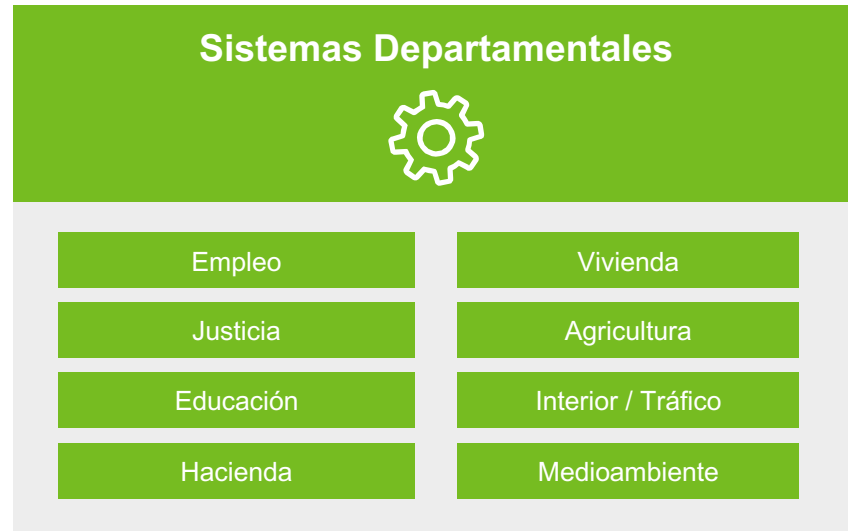 Sistemas Departamentales
Empleo
Vivienda
Justicia
Agricultura
Educación
Interior / Tráfico
Hacienda
Medioambiente